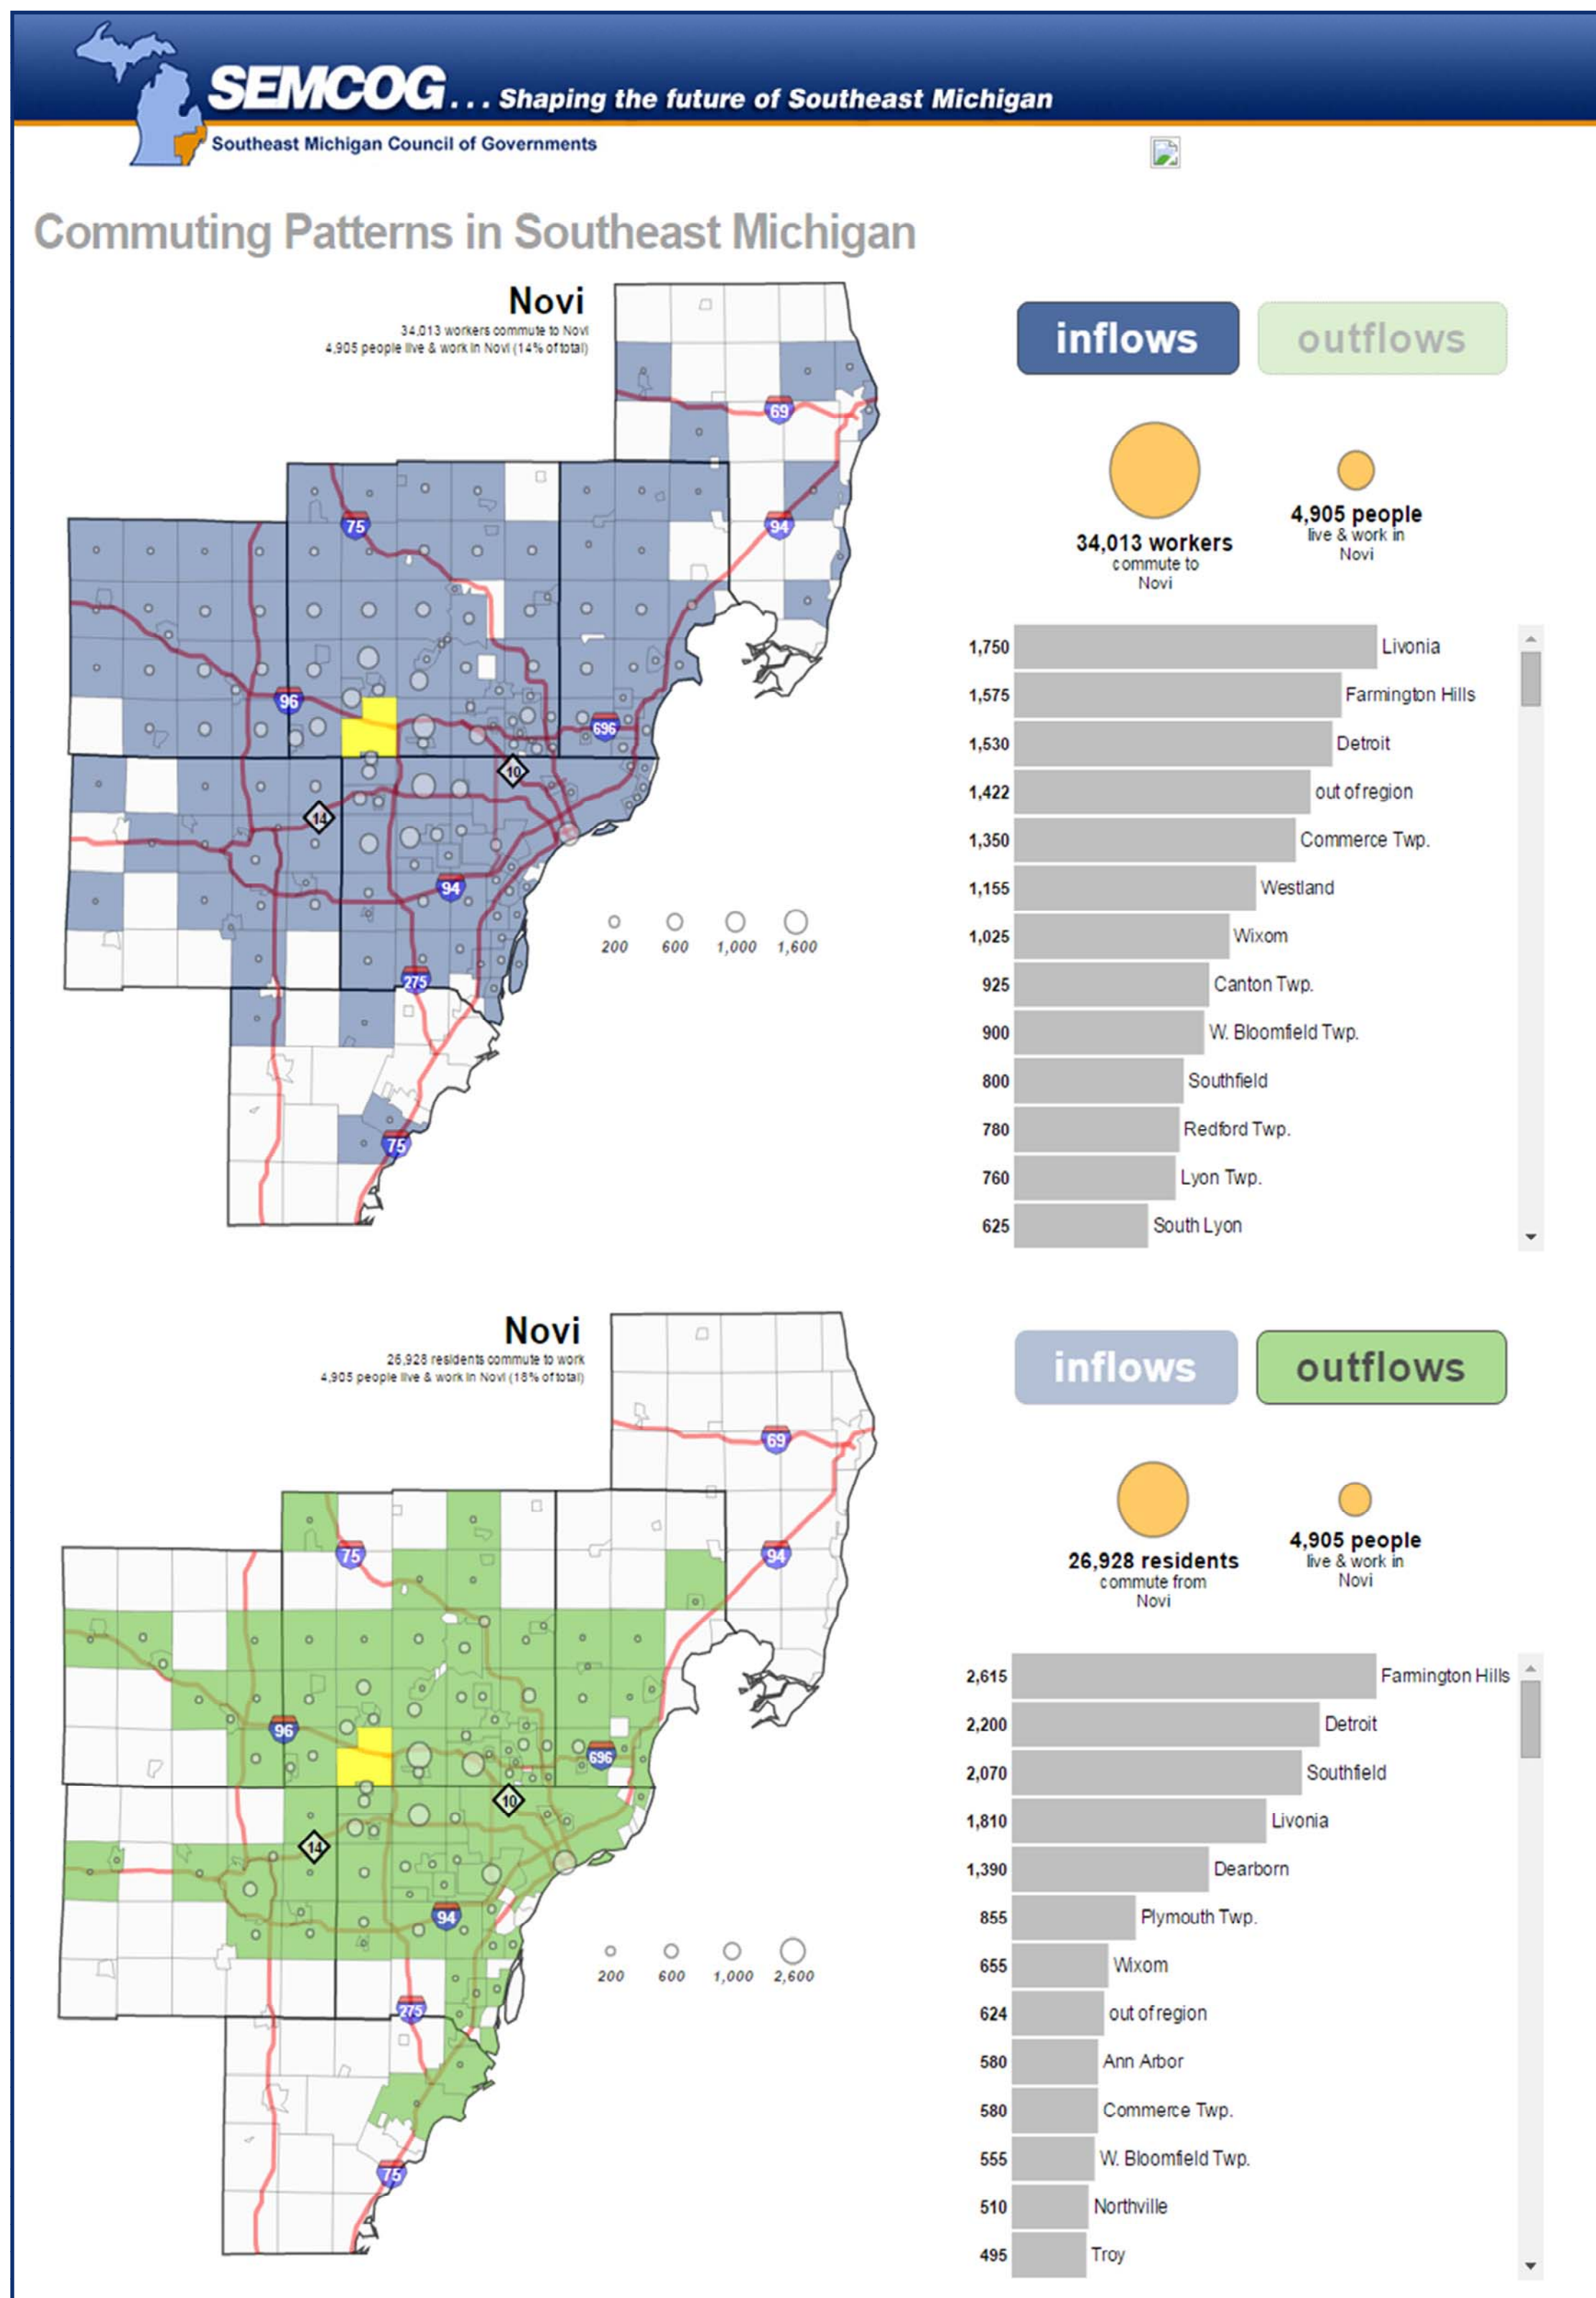 SEMCOG... Shaping the future of Southeast Michigan
Southeast Michigan Council of Governments
Commuting Patterns in Southeast Michigan
Novi
34,013 workers commute to Novi
4,905 people live & work in Novi (14% of total)
inflows
outflows
69
75
94
96
696
10
14
94
275
75
200
600
1,000
1,600
34,013 workers
commute to
Novi
4,905 people
live & work in
Novi
1,750 Livonia
1,575 Farmington Hills
1,530 Detroit
1,422 out of region
1,350 Commerce Twp.
1,155 Westland
1,025 Wixom
925 Canton Twp.
900 W. Bloomfield Twp.
800 Southfield
780 Redford Twp.
760 Lyon Twp.
625 South Lyon
Novi
26,928 residents commute to work
4,905 people live & work in Novi (18% of total)
inflows
outflows
69
75
94
96
696
10
14
94
275
75
200
600
1,000
2,600
26,928 residents
commute from
Novi
4,905 people
live & work in
Novi
2,615 Farmington Hills
2,200 Detroit
2,070 Southfield
1,810 Livonia
1,390 Dearborn
855 Plymouth Twp.
655 Wixom
624 out of region
580 Ann Arbor
580 Commerce Twp.
555 W. Bloomfield Twp.
510 Northville
495 Troy